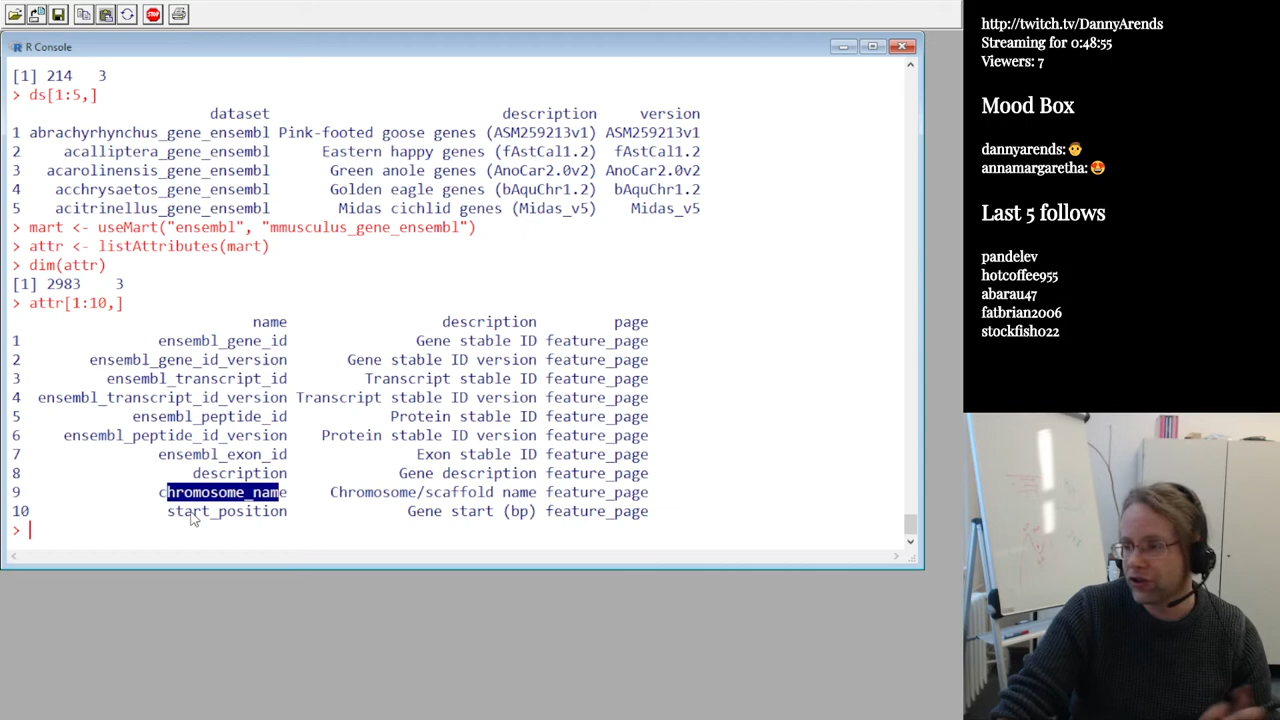 R Console
[1] 214   3
> ds[1:5,]
dataset description version
1 abrachyrhynchus_gene_ensembl Pink-footed goose genes (ASM259213v1) ASM259213v1
2 acalliptera_gene_ensembl Eastern happy genes (fAstCal1.2) fAstCal1.2
3 acarolinensis_gene_ensembl Green anole genes (AnoCar2.0v2) AnoCar2.0v2
4 acchrysaetos_gene_ensembl Golden eagle genes (bAquChr1.2) bAquChr1.2
5 acitrinellus_gene_ensembl Midas cichlid genes (Midas_v5) Midas_v5
> mart <- useMart("ensembl", "mmusculus_gene_ensembl")
> attr <- listAttributes(mart)
> dim(attr)
[1] 2983    3
> attr[1:10,]
name description page
1 ensembl_gene_id Gene stable ID feature_page
2 ensembl_gene_id_version Gene stable ID version feature_page
3 ensembl_transcript_id Transcript stable ID feature_page
4 ensembl_transcript_id_version Transcript stable ID version feature_page
5 ensembl_peptide_id Protein stable ID feature_page
6 ensembl_peptide_id_version Protein stable ID version feature_page
7 ensembl_exon_id Exon stable ID feature_page
8 description Gene description feature_page
9 chromosome_name Chromosome/scaffold name feature_page
10 start_position Gene start (bp) feature_page
>
http://twitch.tv/DannyArends
Streaming for 0:48:55
Viewers: 7
Mood Box
dannyarends:
annamargaretha:
Last 5 follows
pandelev
hotcoffee955
abarau47
fatbrian2006
stockfish022
STOP